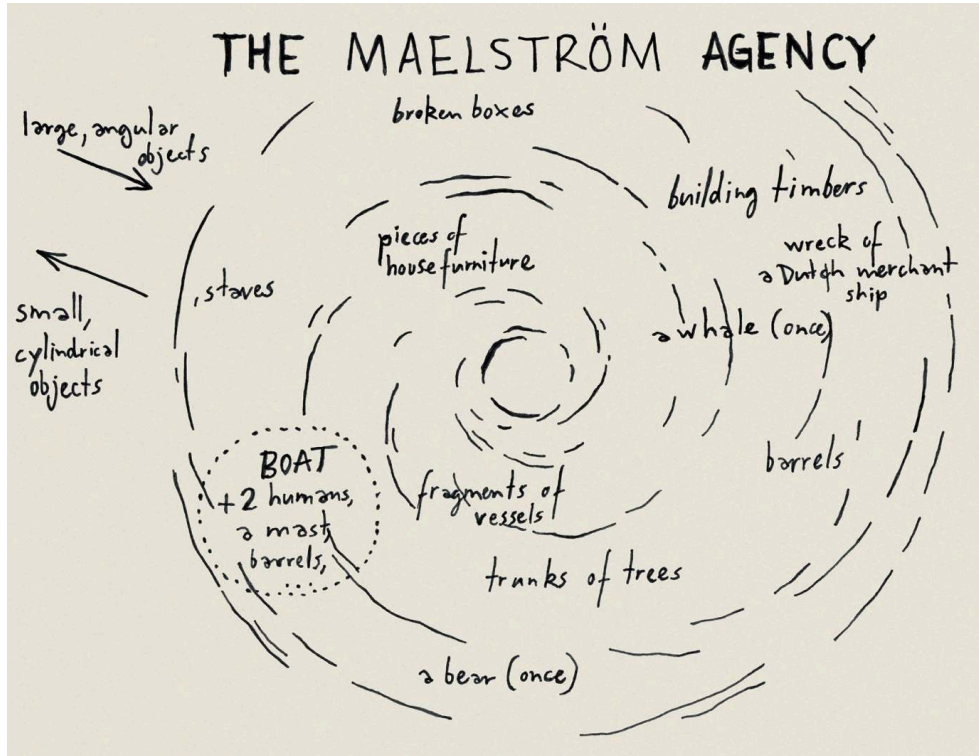 THE MAELSTRÖM AGENCY
broken boxes
large, angular
objects
building timbers
pieces of
house furniture
wreck of
a Dutch merchant
ship
, staves
small,
cylindrical
objects
a whale (once)
barrels
BOAT
+2 humans,
a mast,
barrels,
fragments of
vessels
trunks of trees
a bear (once)